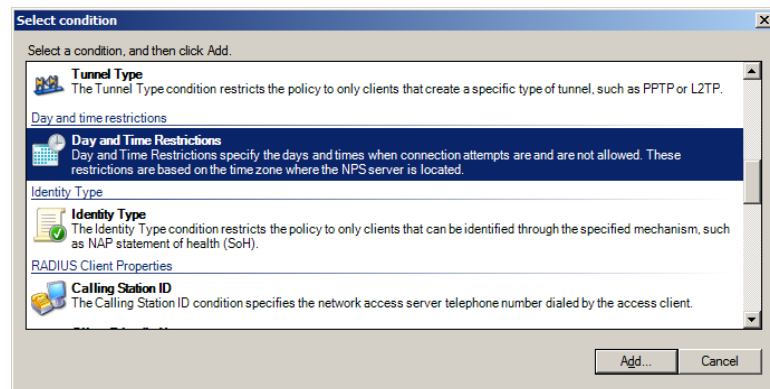 Select condition
Select a condition, and then click Add.
Tunnel Type
The Tunnel Type condition restricts the policy to only clients that create a specific type of tunnel, such as PPTP or L2TP.
Day and time restrictions
Day and Time Restrictions
Day and Time Restrictions specify the days and times when connection attempts are and are not allowed. These
restrictions are based on the time zone where the NPS server is located.
Identity Type
Identity Type
The Identity Type condition restricts the policy to only clients that can be identified through the specified mechanism, such
as NAP statement of health (SoH).
RADIUS Client Properties
Calling Station ID
The Calling Station ID condition specifies the network access server telephone number dialed by the access client.
Add...
Cancel